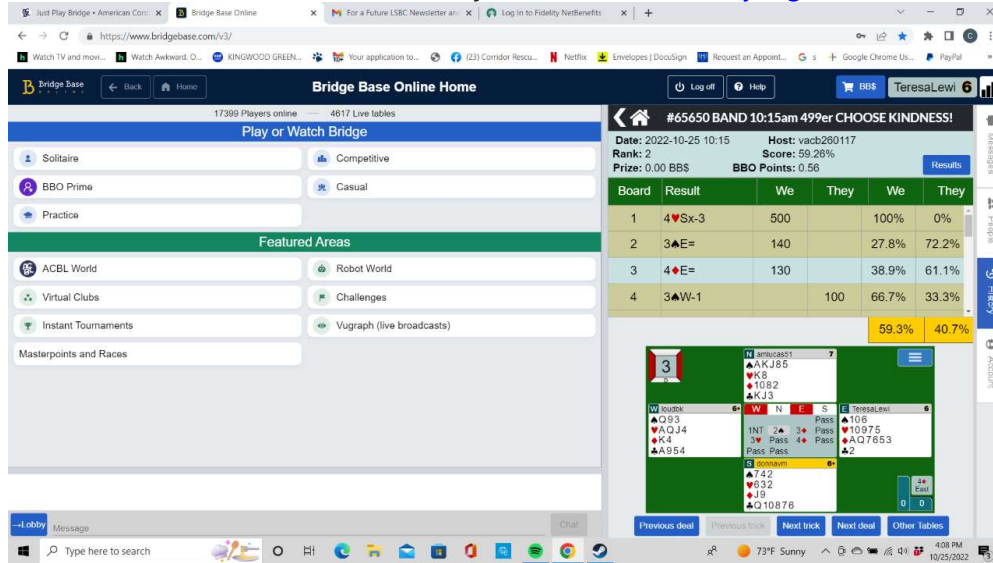 Just Play Bridge • American Cont
Bridge Base Online
For a Future LSBC Newsletter an
Log In to Fidelity NetBenefits
https://www.bridgebase.com/v3/
Watch TV and movi...
Watch Awkward. O...
KINGWOOD GREEN...
Your application to...
(23) Corridor Rescu...
Netflix
Envelopes | DocuSign
Request an Appoint...
G s
Google Chrome Us...
PayPal
Bridge Base
ONLINE
Back
Home
Bridge Base Online Home
Log off
Help
BB$
TeresaLewi 6
17399 Players online — 4617 Live tables
Play or Watch Bridge
Solitaire
Competitive
BBO Prime
Casual
Practice
Featured Areas
ACBL World
Robot World
Virtual Clubs
Challenges
Instant Tournaments
Vugraph (live broadcasts)
Masterpoints and Races
#65650 BAND 10:15am 499er CHOOSE KINDNESS!
Date: 2022-10-25 10:15 Host: vacb260117
Rank: 2 Score: 59.26%
Prize: 0.00 BB$ BBO Points: 0.56
Results
Board Result We They We They
1 4♥Sx-3 500 100% 0%
2 3♠E= 140 27.8% 72.2%
3 4♦E= 130 38.9% 61.1%
4 3♠W-1 100 66.7% 33.3%
59.3% 40.7%
3
D
N amlucas51 7
♠AKJ85
♥K8
♦1082
♣KJ3
W loudbk 6+
♠Q93
♥AQJ4
♦K4
♣A954
W N E S
Pass
1NT 2♠ 3♦ Pass
3♥ Pass 4♦ Pass
Pass Pass
E TeresaLewi 6
♠106
♥10975
♦AQ7653
♣2
S donnavm 6+
♠742
♥632
♦J9
♣Q10876
4♦
East
0 0
Previous deal
Previous trick
Next trick
Next deal
Other Tables
Messages
People
History
Account
→Lobby
Message
Chat
Type here to search
73°F Sunny
4:08 PM
10/25/2022
3